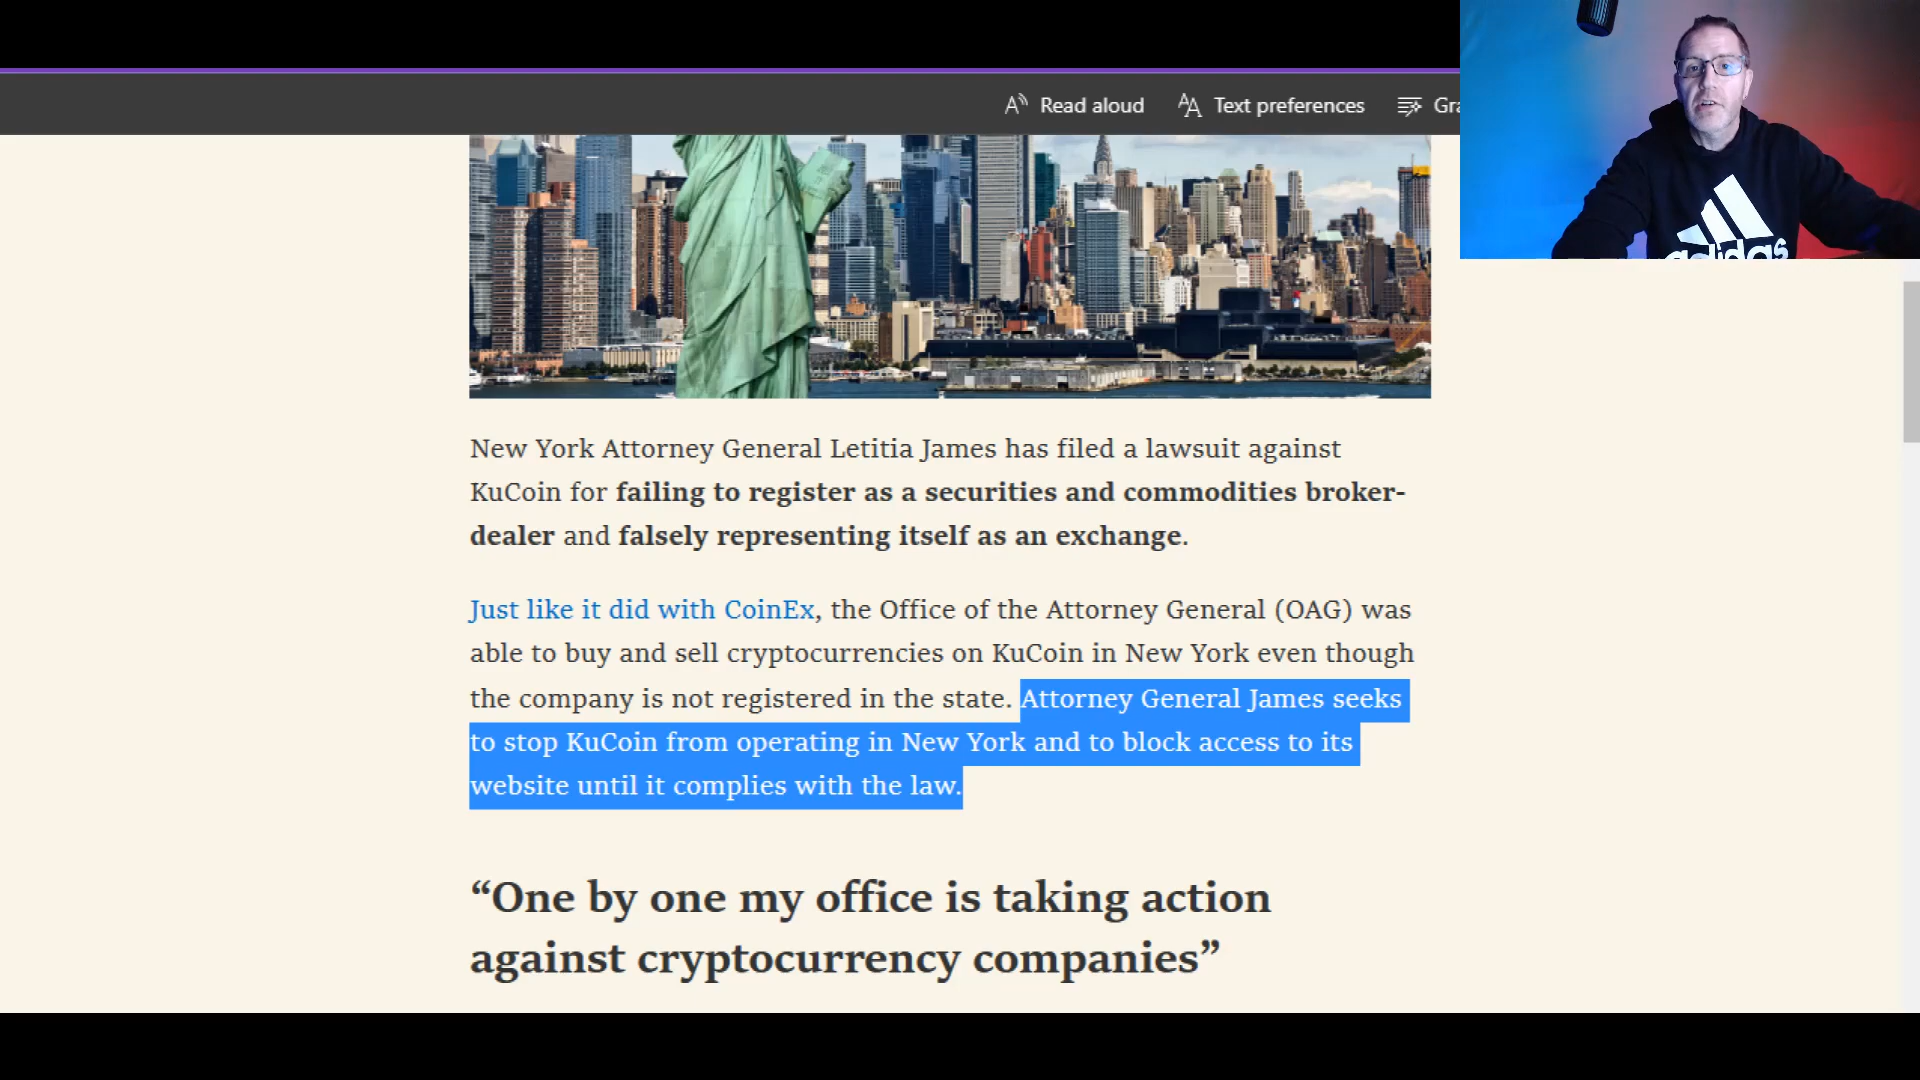 Read aloud
Text preferences
Gra
adidas
New York Attorney General Letitia James has filed a lawsuit against
KuCoin for failing to register as a securities and commodities broker-
dealer and falsely representing itself as an exchange.
Just like it did with CoinEx, the Office of the Attorney General (OAG) was
able to buy and sell cryptocurrencies on KuCoin in New York even though
the company is not registered in the state. Attorney General James seeks
to stop KuCoin from operating in New York and to block access to its
website until it complies with the law.
“One by one my office is taking action
against cryptocurrency companies”